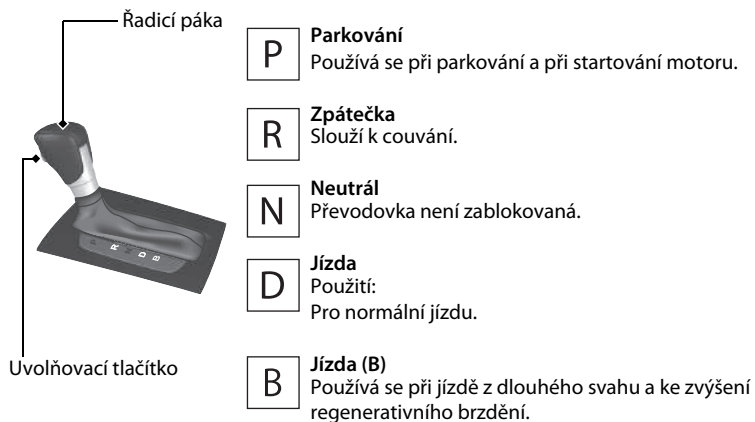 Řadicí páka
P
Parkování
Používá se při parkování a při startování motoru.
R
Zpátečka
Slouží k couvání.
N
Neutrál
Převodovka není zablokovaná.
D
Jízda
Použití:
Pro normální jízdu.
B
Jízda (B)
Používá se při jízdě z dlouhého svahu a ke zvýšení
regenerativního brzdění.
Uvolňovací tlačítko
P
R
N
D
B